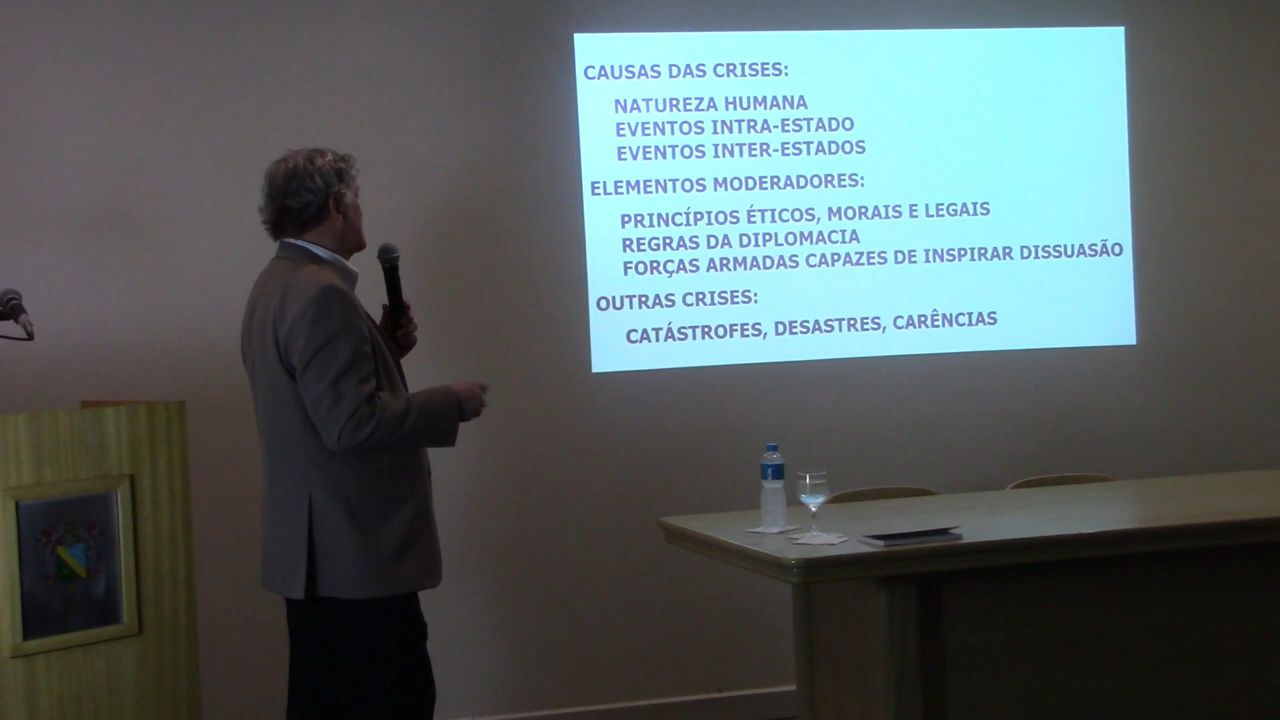 CAUSAS DAS CRISES:
NATUREZA HUMANA
EVENTOS INTRA-ESTADO
EVENTOS INTER-ESTADOS
ELEMENTOS MODERADORES:
PRINCÍPIOS ÉTICOS, MORAIS E LEGAIS
REGRAS DA DIPLOMACIA
FORÇAS ARMADAS CAPAZES DE INSPIRAR DISSUASÃO
OUTRAS CRISES:
CATÁSTROFES, DESASTRES, CARÊNCIAS